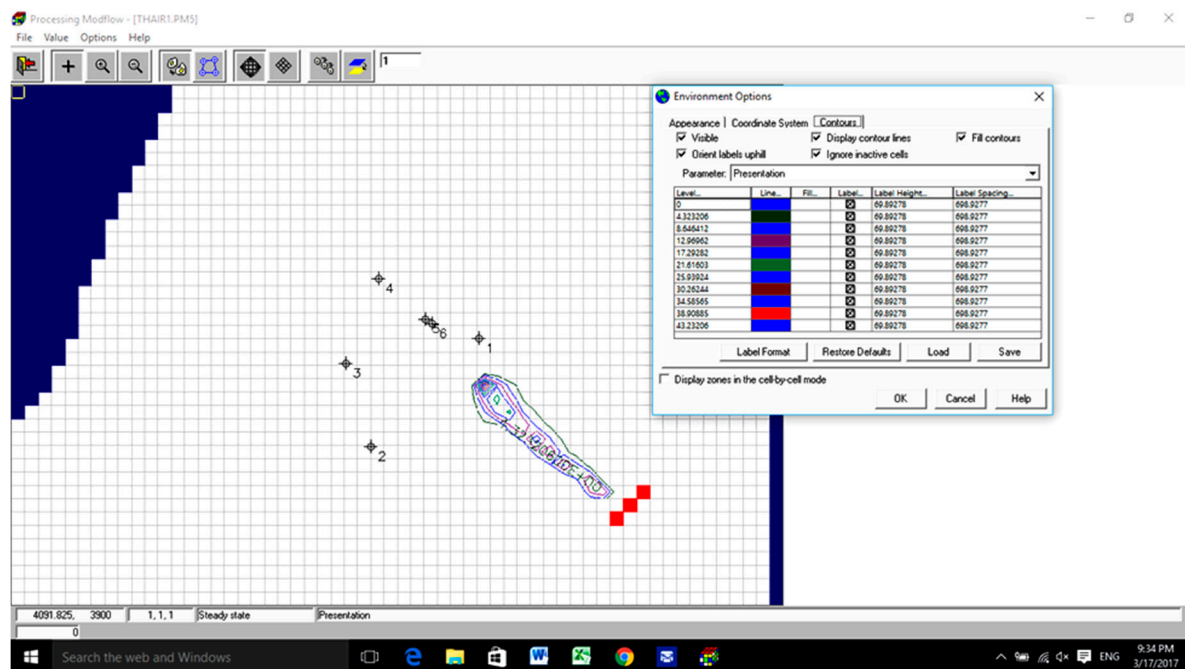 Processing Modflow - [THAIR1.PM5]
File Value Options Help
1
Environment Options
Appearance Coordinate System Contours
Visible Display contour lines Fill contours
Orient labels uphill Ignore inactive cells
Parameter: Presentation
Level... Line... Fill... Label... Label Height... Label Spacing...
0 69.89278 698.9277
4.323206 69.89278 698.9277
8.646412 69.89278 698.9277
12.96962 69.89278 698.9277
17.29282 69.89278 698.9277
21.61603 69.89278 698.9277
25.93924 69.89278 698.9277
30.26244 69.89278 698.9277
34.58565 69.89278 698.9277
38.90885 69.89278 698.9277
43.23206 69.89278 698.9277
Label Format Restore Defaults Load Save
Display zones in the cell-by-cell mode
OK Cancel Help
4
6
1
3
2
4091.825, 3900 1, 1, 1 Steady state Presentation
0
Search the web and Windows
ENG
9:34 PM
3/17/2017